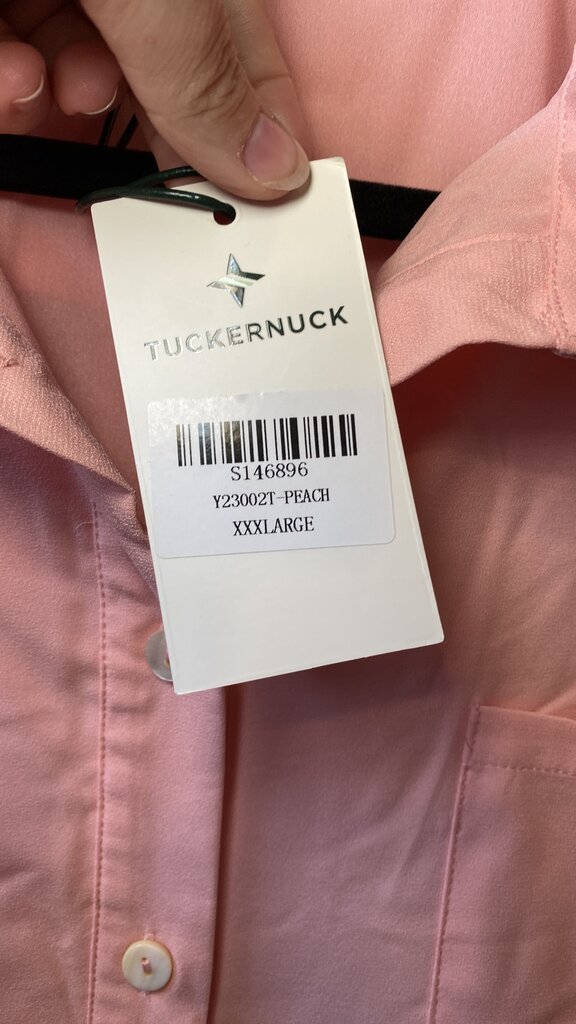 TUCKERNUCK
S146896
Y23002T-PEACH
XXXLARGE